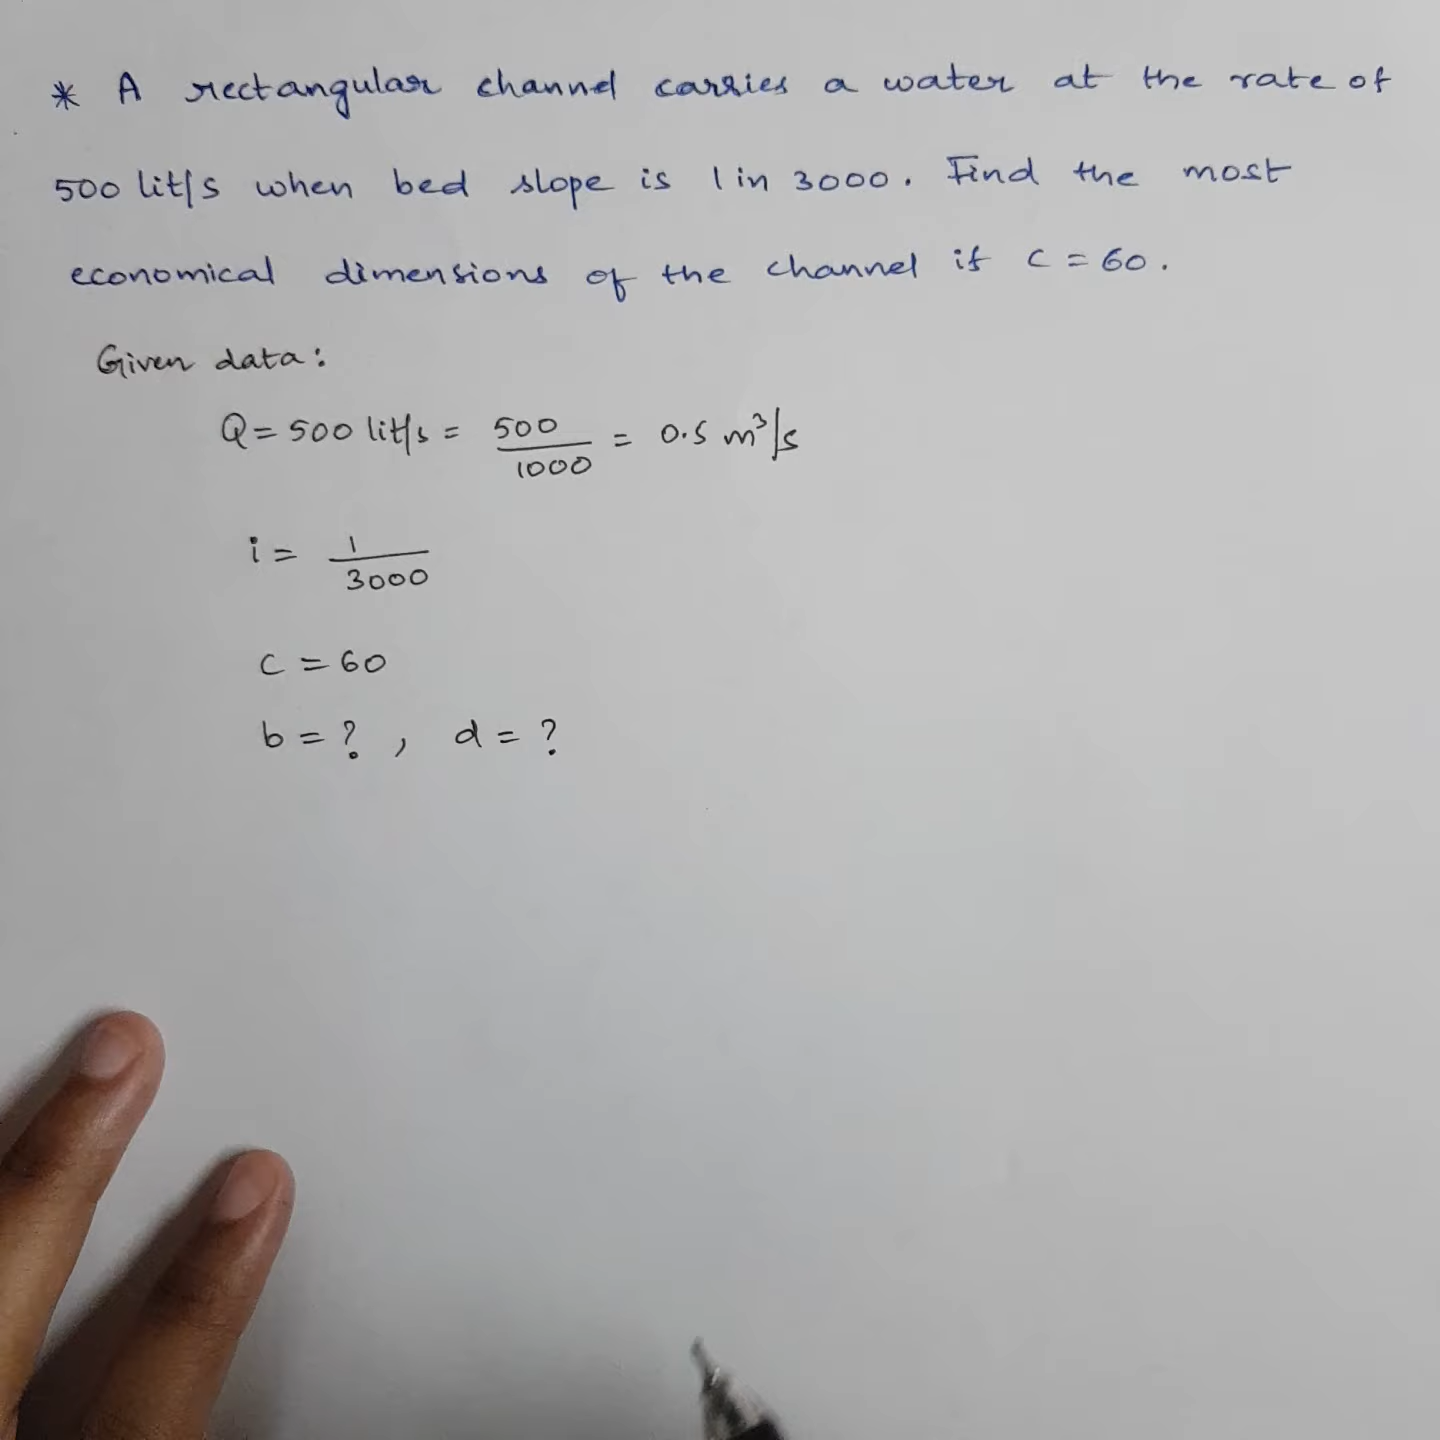 * A rectangular channel carries a water at the rate of
500 lit/s when bed slope is 1 in 3000. Find the most
economical dimensions of the channel if C = 60.
Given data:
Q = 500 lit/s = 500/1000 = 0.5 m³/s
i = 1/3000
C = 60
b = ? , d = ?